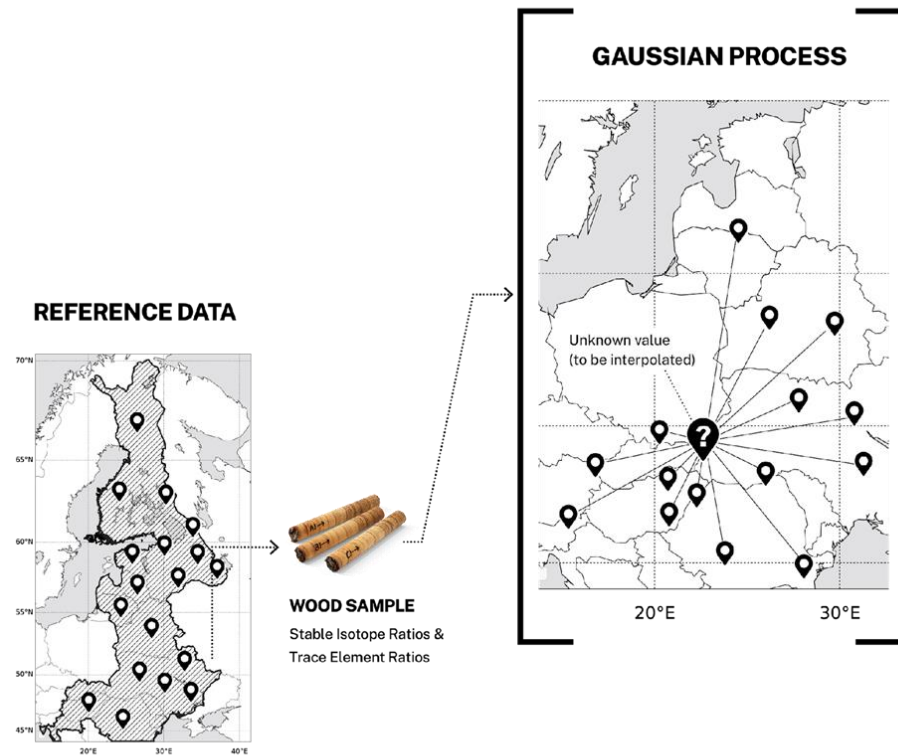 GAUSSIAN PROCESS
Unknown value
(to be interpolated)
?
20°E
30°E
REFERENCE DATA
70°N
65°N
60°N
55°N
50°N
45°N
20°E
30°E
40°E
WOOD SAMPLE
Stable Isotope Ratios &
Trace Element Ratios